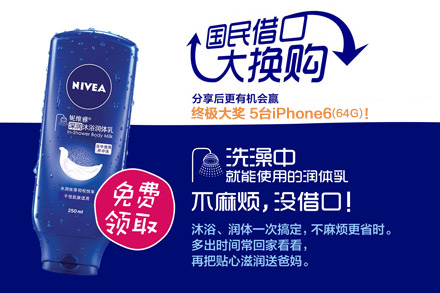 国民借口
大换购
分享后更有机会赢
终极大奖 5台iPhone6(64G)！
NIVEA
妮维雅®
深润沐浴润体乳
In-Shower Body Milk
250 ml
免费
领取
洗澡中
就能使用的润体乳
不麻烦，没借口！
沐浴、润体一次搞定，不麻烦更省时。
多出时间常回家看看，
再把贴心滋润送爸妈。